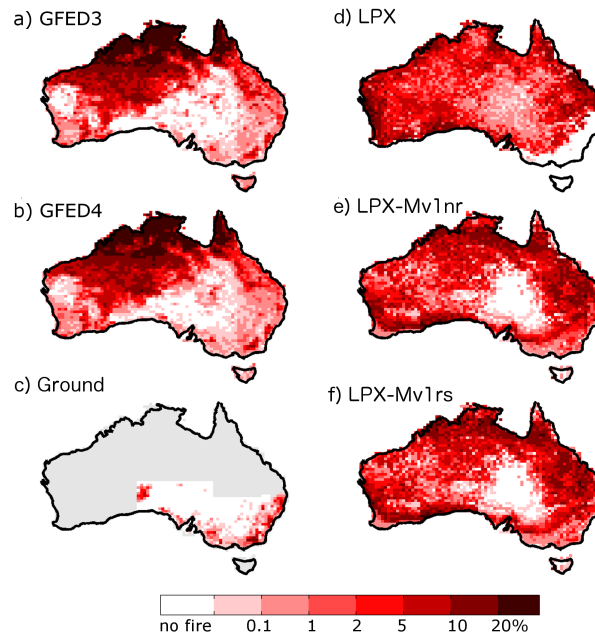 a) GFED3
d) LPX
b) GFED4
e) LPX-Mv1nr
c) Ground
f) LPX-Mv1rs
no fire 0.1 1 2 5 10 20%